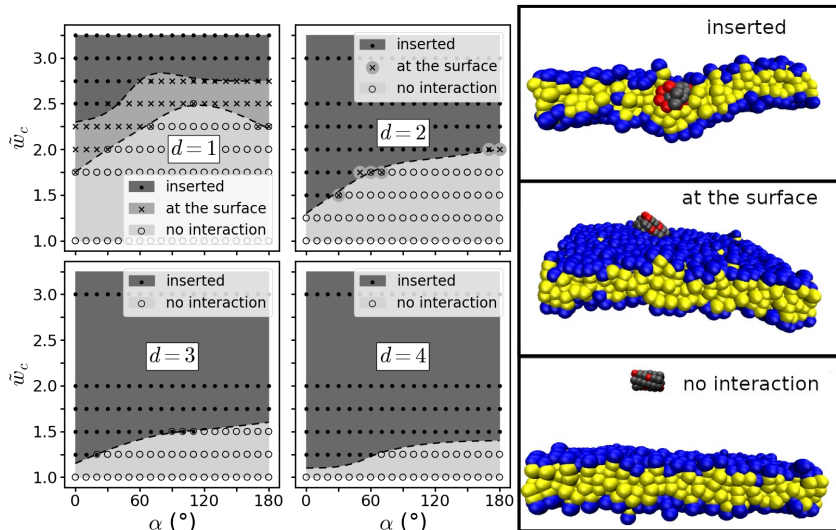 3.0
2.5
2.0
1.5
1.0
w̃c
d = 1
inserted
at the surface
no interaction
inserted
at the surface
no interaction
d = 2
3.0
2.5
2.0
1.5
1.0
w̃c
inserted
no interaction
d = 3
0 60 120 180
α (°)
inserted
no interaction
d = 4
0 60 120 180
α (°)
inserted
at the surface
no interaction